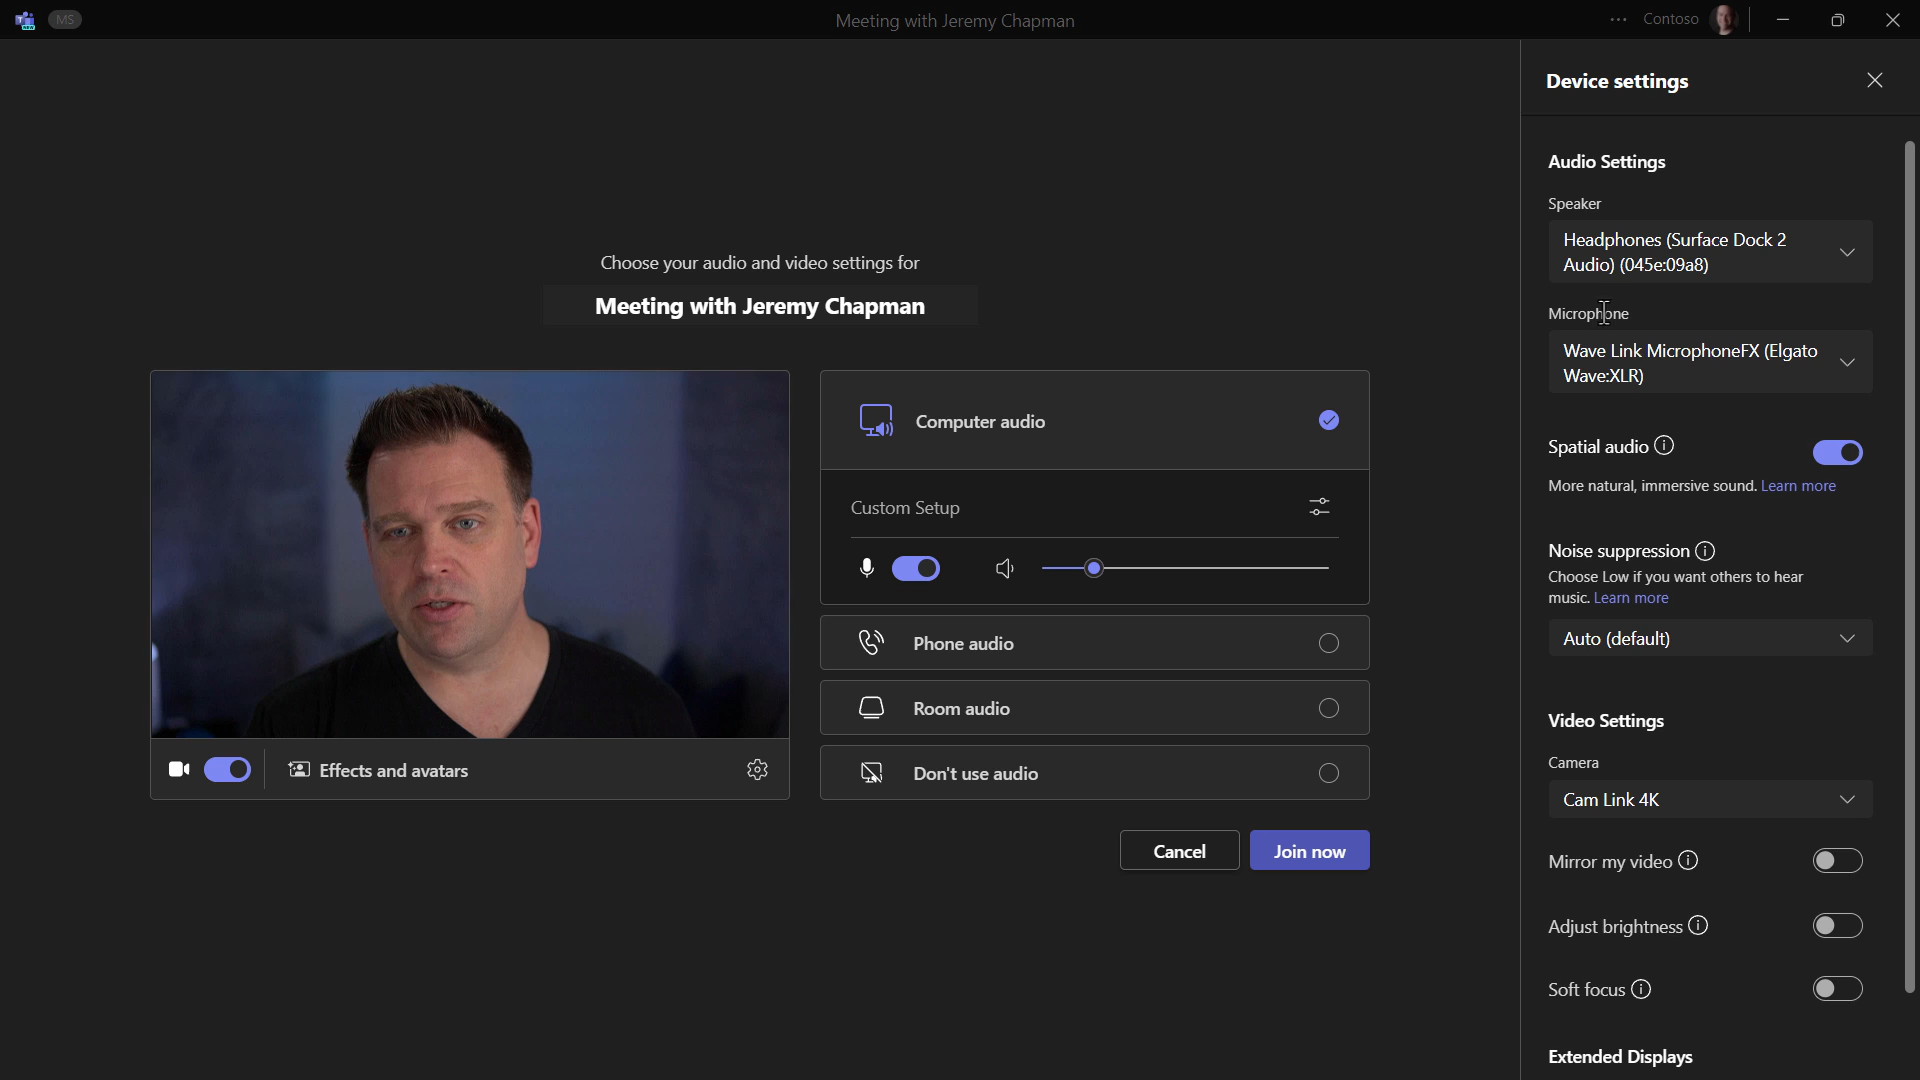 MS
Meeting with Jeremy Chapman
Contoso
Choose your audio and video settings for
Meeting with Jeremy Chapman
Effects and avatars
Computer audio
Custom Setup
Phone audio
Room audio
Don't use audio
Cancel
Join now
Device settings
Audio Settings
Speaker
Headphones (Surface Dock 2
Audio) (045e:09a8)
Microphone
Wave Link MicrophoneFX (Elgato
Wave:XLR)
Spatial audio
More natural, immersive sound. Learn more
Noise suppression
Choose Low if you want others to hear
music. Learn more
Auto (default)
Video Settings
Camera
Cam Link 4K
Mirror my video
Adjust brightness
Soft focus
Extended Displays